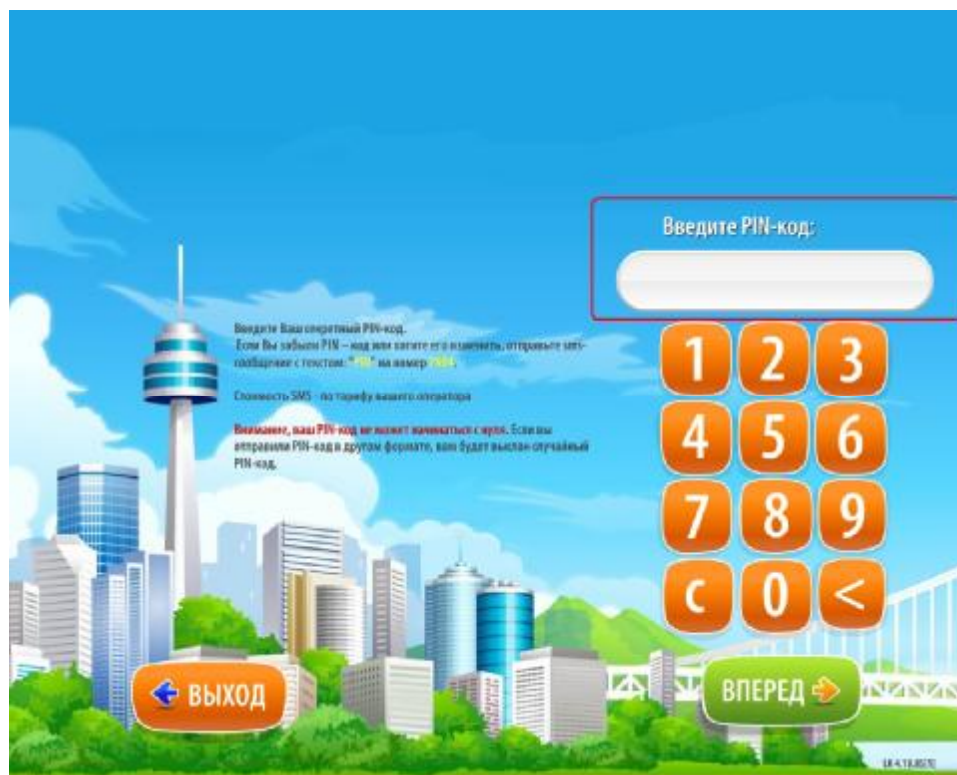 Введите PIN-код:
Введите Ваш секретный PIN-код.
Если Вы забыли PIN – код или хотите его изменить, отправьте sms-
сообщение с текстом: "PIN" на номер
Стоимость SMS - по тарифу вашего оператора
Внимание, ваш PIN-код не может начинаться с нуля. Если вы
отправили PIN-код в другом формате, вам будет выслан случайный
PIN-код.
1 2 3
4 5 6
7 8 9
C 0 <
ВЫХОД
ВПЕРЕД